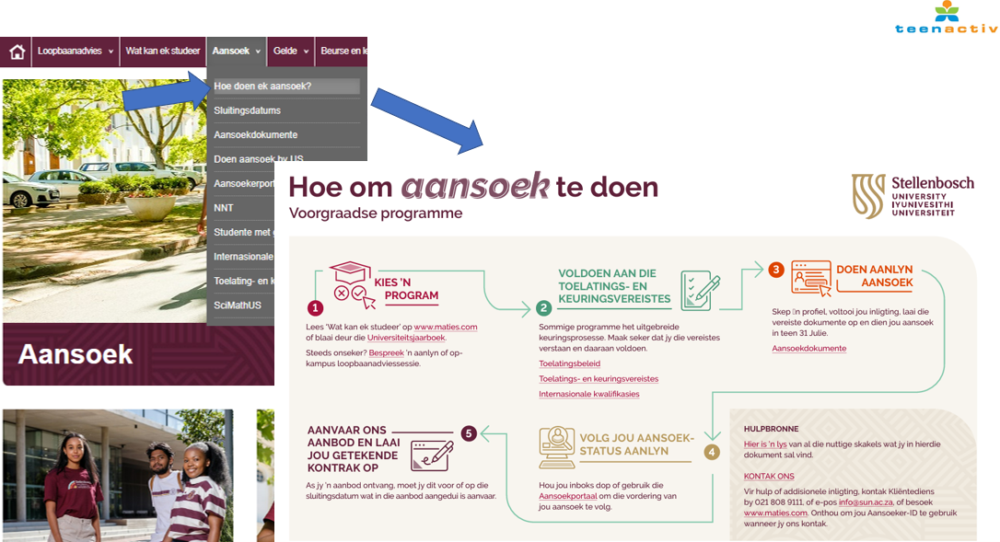 teenactiv
Loopbaanadvies
Wat kan ek studeer
Aansoek
Gelde
Beurse en le
Hoe doen ek aansoek?
Sluitingsdatums
Aansoekdokumente
Doen aansoek by US
Aansoekerpor
NNT
Studente met
Internasionale
Toelating- en k
SciMathUS
Aansoek
Hoe om aansoek te doen
Voorgraadse programme
Stellenbosch
UNIVERSITY
IYUNIVESITHI
UNIVERSITEIT
1
KIES 'N
PROGRAM
Lees 'Wat kan ek studeer' op www.maties.com
of blaai deur die Universiteitsjaarboek.
Steeds onseker? Bespreek 'n aanlyn of op-
kampus loopbaanadviessessie.
2
VOLDOEN AAN DIE
TOELATINGS- EN
KEURINGSVEREISTES
Sommige programme het uitgebreide
keuringsprosesse. Maak seker dat jy die vereistes
verstaan en daaraan voldoen.
Toelatingsbeleid
Toelatings- en keuringsvereistes
Internasionale kwalifikasies
3
DOEN AANLYN
AANSOEK
Skep n profiel, voltooi jou inligting, laai die
vereiste dokumente op en dien jou aansoek
in teen 31 Julie.
Aansoekdokumente
4
VOLG JOU AANSOEK-
STATUS AANLYN
Hou jou inboks dop of gebruik die
Aansoekportaal om die vordering van
jou aansoek te volg.
5
AANVAAR ONS
AANBOD EN LAAI
JOU GETEKENDE
KONTRAK OP
As jy 'n aanbod ontvang, moet jy dit voor of op die
sluitingsdatum wat in die aanbod aangedui is aanvaar.
HULPBRONNE
Hier is 'n lys van al die nuttige skakels wat jy in hierdie
dokument sal vind.
KONTAK ONS
Vir hulp of addisionele inligting, kontak Kliëntediens
by 021 808 9111, of e-pos info@sun.ac.za, of besoek
www.maties.com. Onthou om jou Aansoeker-ID te gebruik
wanneer jy ons kontak.